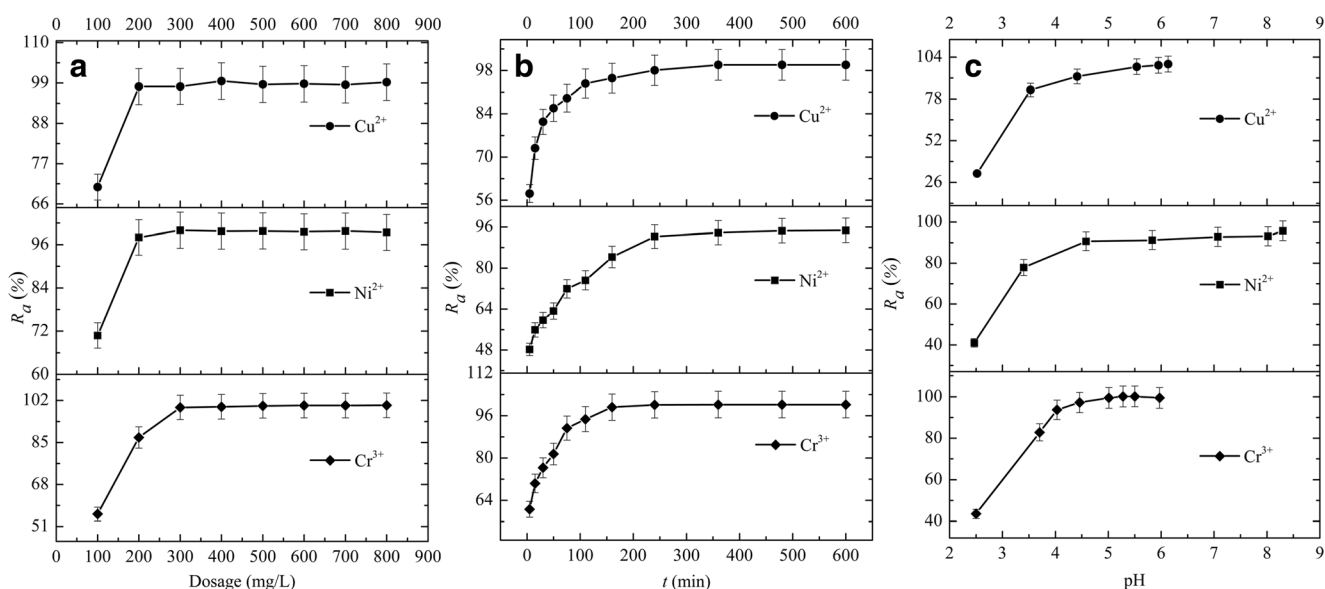 0 100 200 300 400 500 600 700 800 900
110
99
88
77
66
a
Cu2+
96
84
72
60
Ra (%)
Ni2+
102
85
68
51
Cr3+
0 100 200 300 400 500 600 700 800 900
Dosage (mg/L)
0 100 200 300 400 500 600
98
84
70
56
b
Cu2+
96
80
64
48
Ra (%)
Ni2+
112
96
80
64
Cr3+
0 100 200 300 400 500 600
t (min)
2 3 4 5 6 7 8 9
104
78
52
26
c
Cu2+
100
80
60
40
Ra (%)
Ni2+
100
80
60
40
Cr3+
2 3 4 5 6 7 8 9
pH